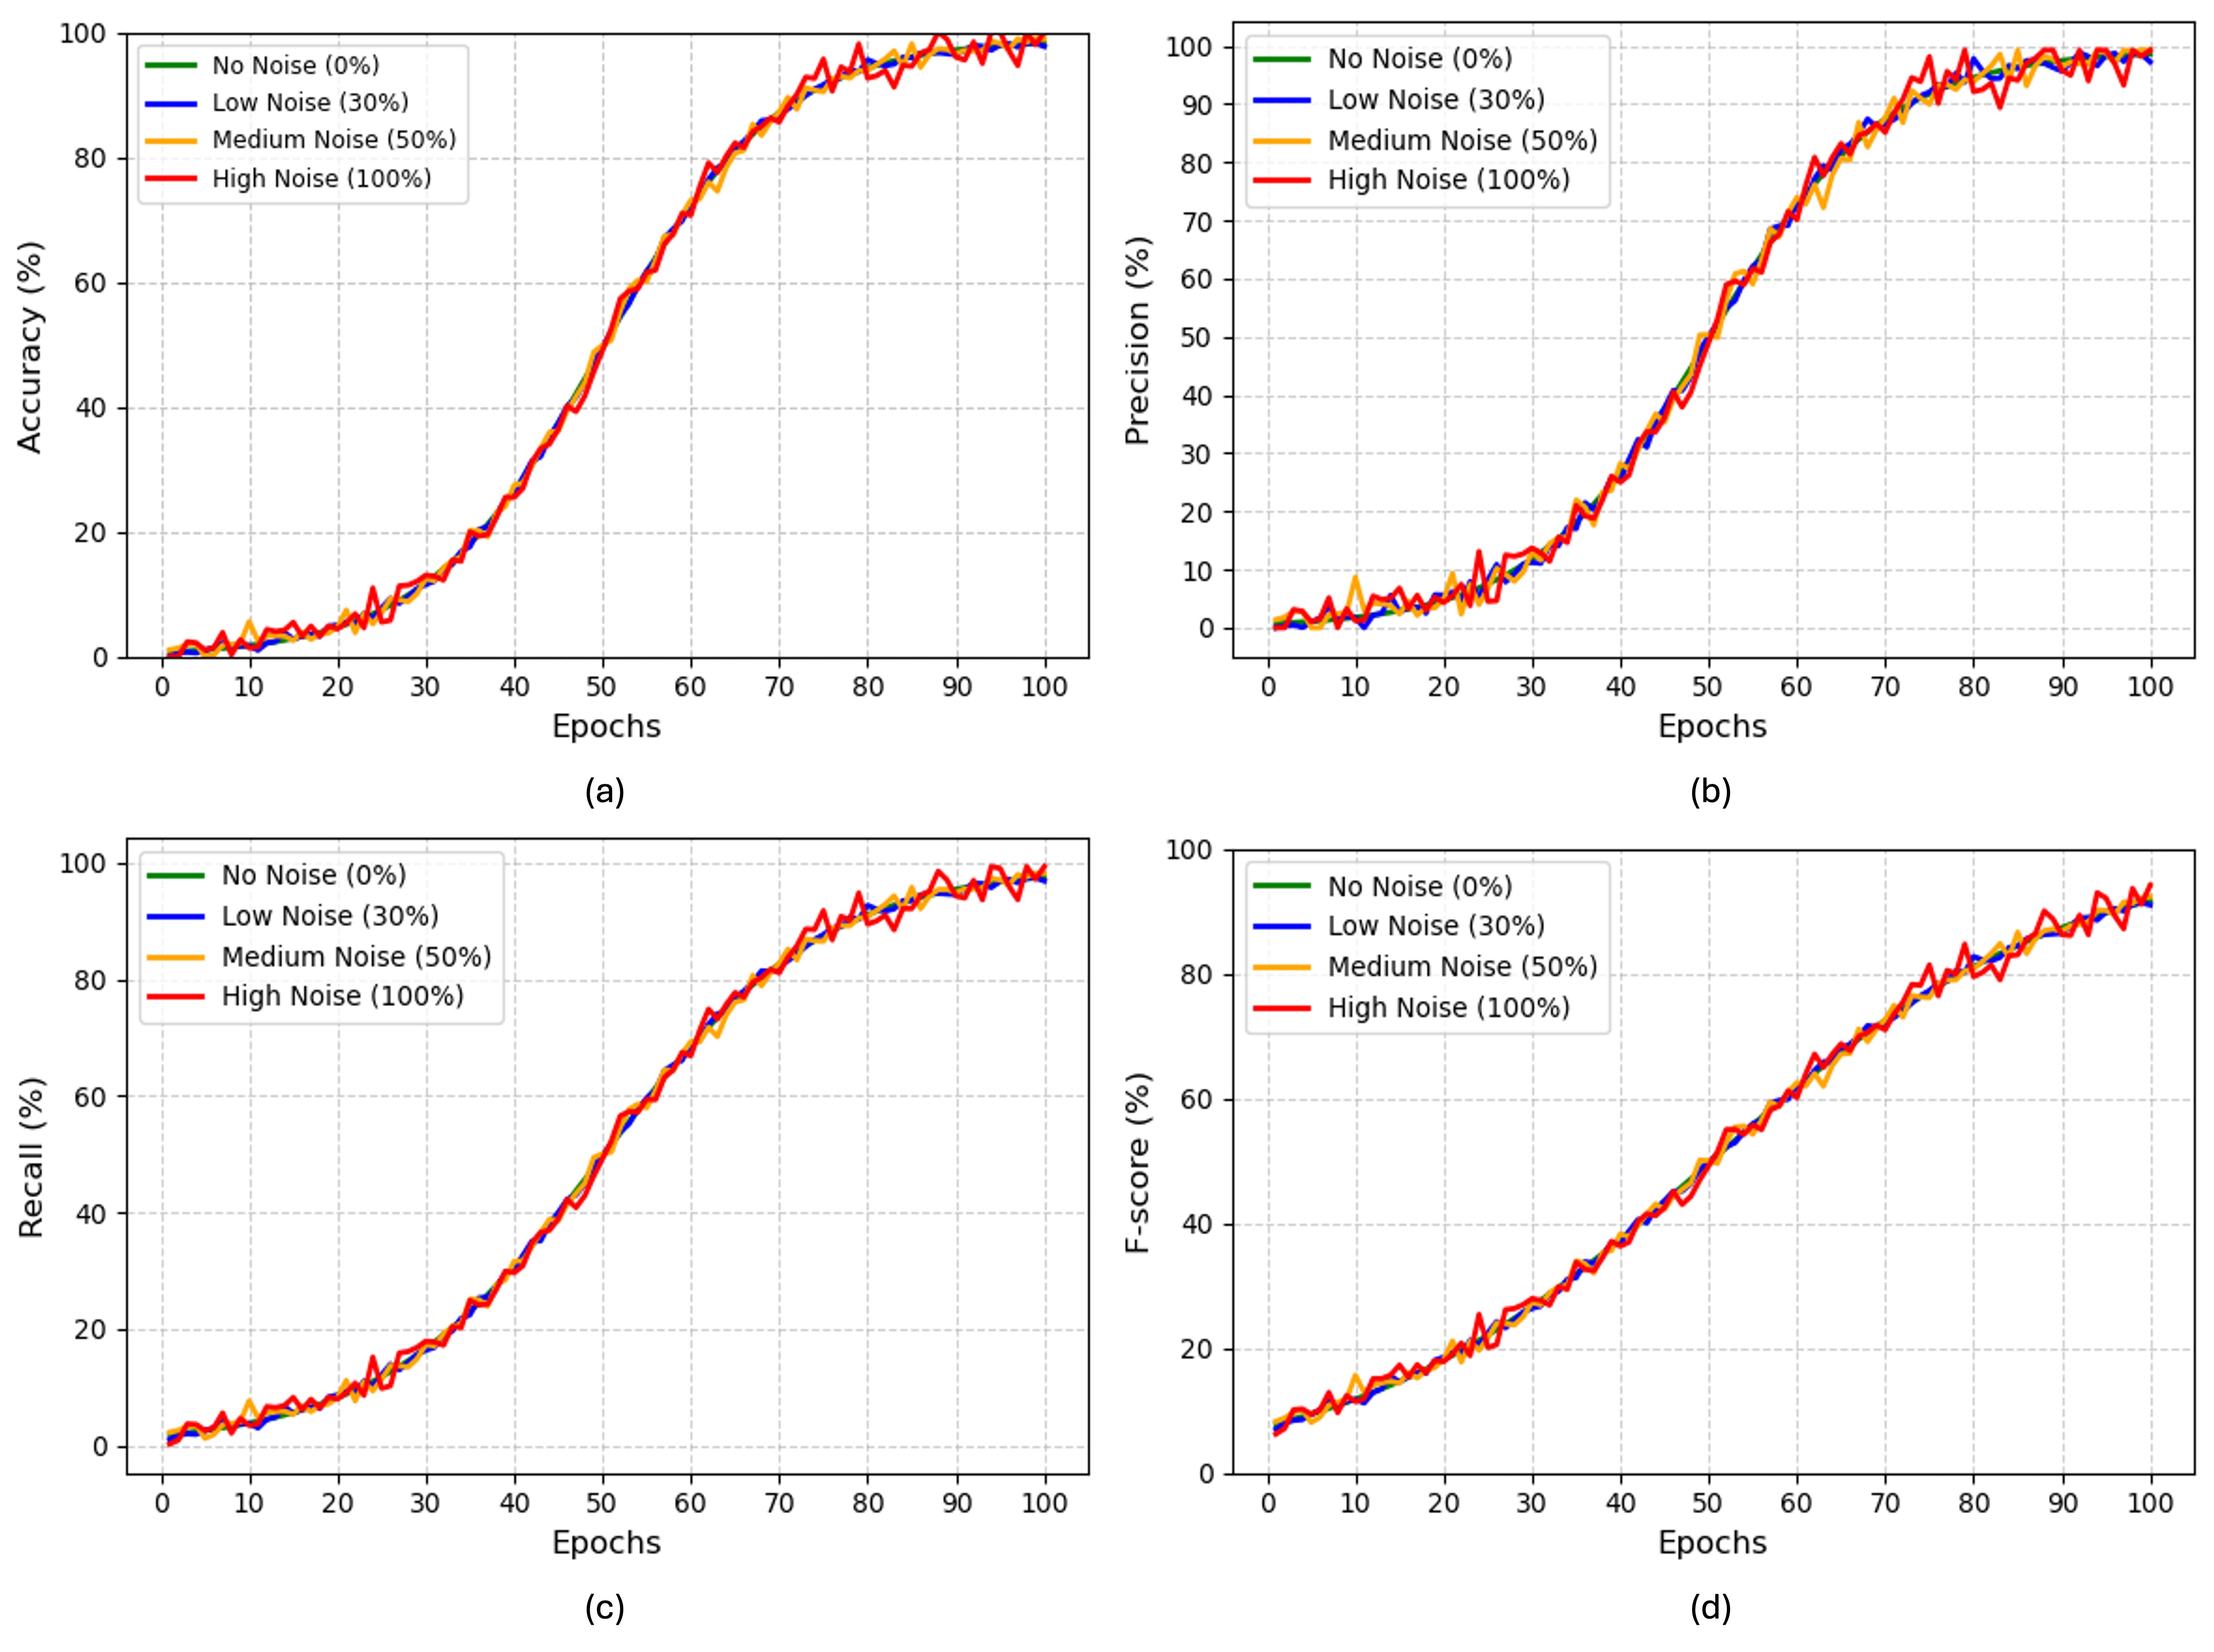 100
80
60
40
20
0
Accuracy (%)
No Noise (0%)
Low Noise (30%)
Medium Noise (50%)
High Noise (100%)
0 10 20 30 40 50 60 70 80 90 100
Epochs
(a)
100
90
80
70
60
50
40
30
20
10
0
Precision (%)
No Noise (0%)
Low Noise (30%)
Medium Noise (50%)
High Noise (100%)
0 10 20 30 40 50 60 70 80 90 100
Epochs
(b)
100
80
60
40
20
0
Recall (%)
No Noise (0%)
Low Noise (30%)
Medium Noise (50%)
High Noise (100%)
0 10 20 30 40 50 60 70 80 90 100
Epochs
(c)
100
80
60
40
20
0
F-score (%)
No Noise (0%)
Low Noise (30%)
Medium Noise (50%)
High Noise (100%)
0 10 20 30 40 50 60 70 80 90 100
Epochs
(d)